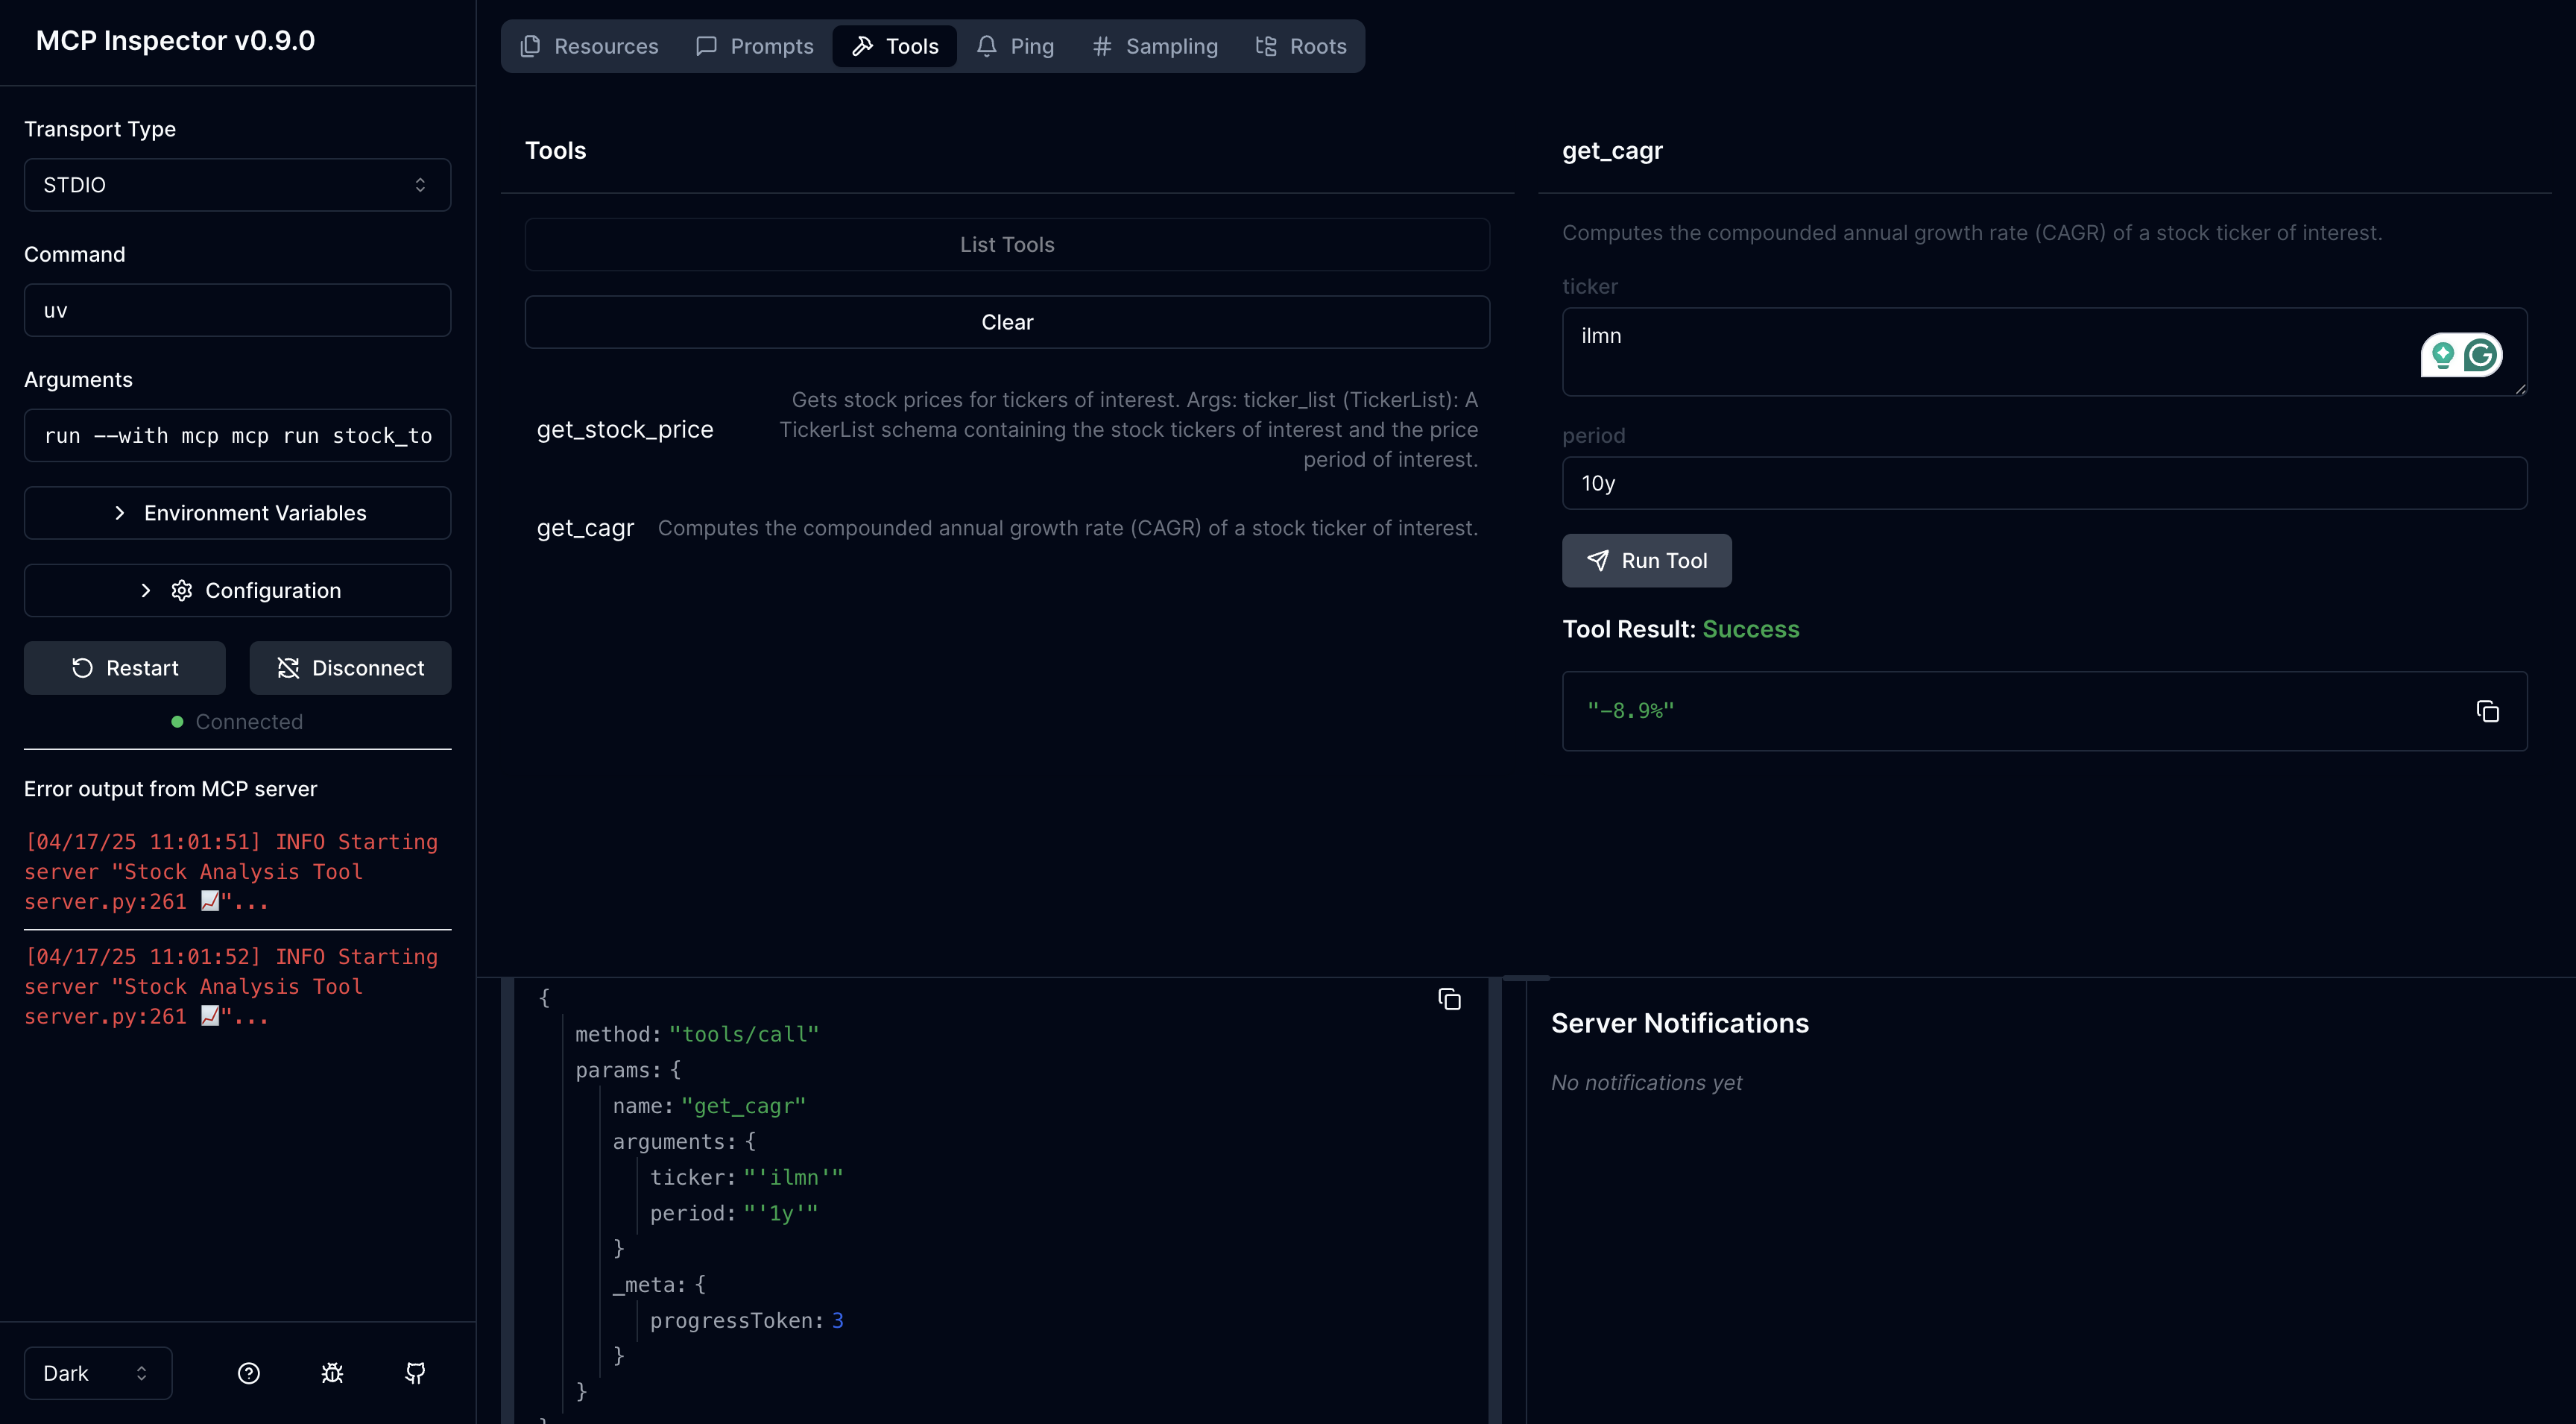 MCP Inspector v0.9.0
Transport Type
STDIO
Command
uv
Arguments
run --with mcp mcp run stock_to
Environment Variables
Configuration
Restart
Disconnect
Connected
Error output from MCP server
[04/17/25 11:01:51] INFO Starting
server "Stock Analysis Tool
server.py:261 📈"...
[04/17/25 11:01:52] INFO Starting
server "Stock Analysis Tool
server.py:261 📈"...
Dark
Resources
Prompts
Tools
Ping
Sampling
Roots
Tools
List Tools
Clear
get_stock_price
Gets stock prices for tickers of interest. Args: ticker_list (TickerList): A
TickerList schema containing the stock tickers of interest and the price
period of interest.
get_cagr
Computes the compounded annual growth rate (CAGR) of a stock ticker of interest.
get_cagr
Computes the compounded annual growth rate (CAGR) of a stock ticker of interest.
ticker
ilmn
period
10y
Run Tool
Tool Result: Success
"-8.9%"
{
method: "tools/call"
params: {
name: "get_cagr"
arguments: {
ticker: "'ilmn'"
period: "'1y'"
}
_meta: {
progressToken: 3
}
}
Server Notifications
No notifications yet